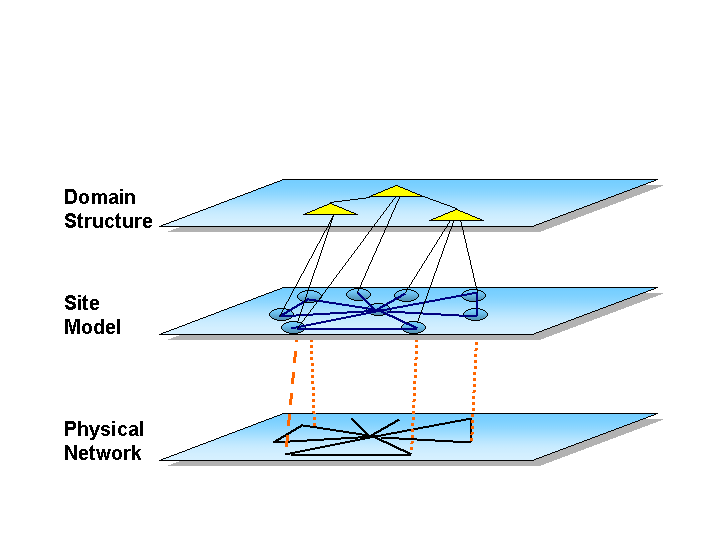 Domain
Structure
Site
Model
Physical
Network